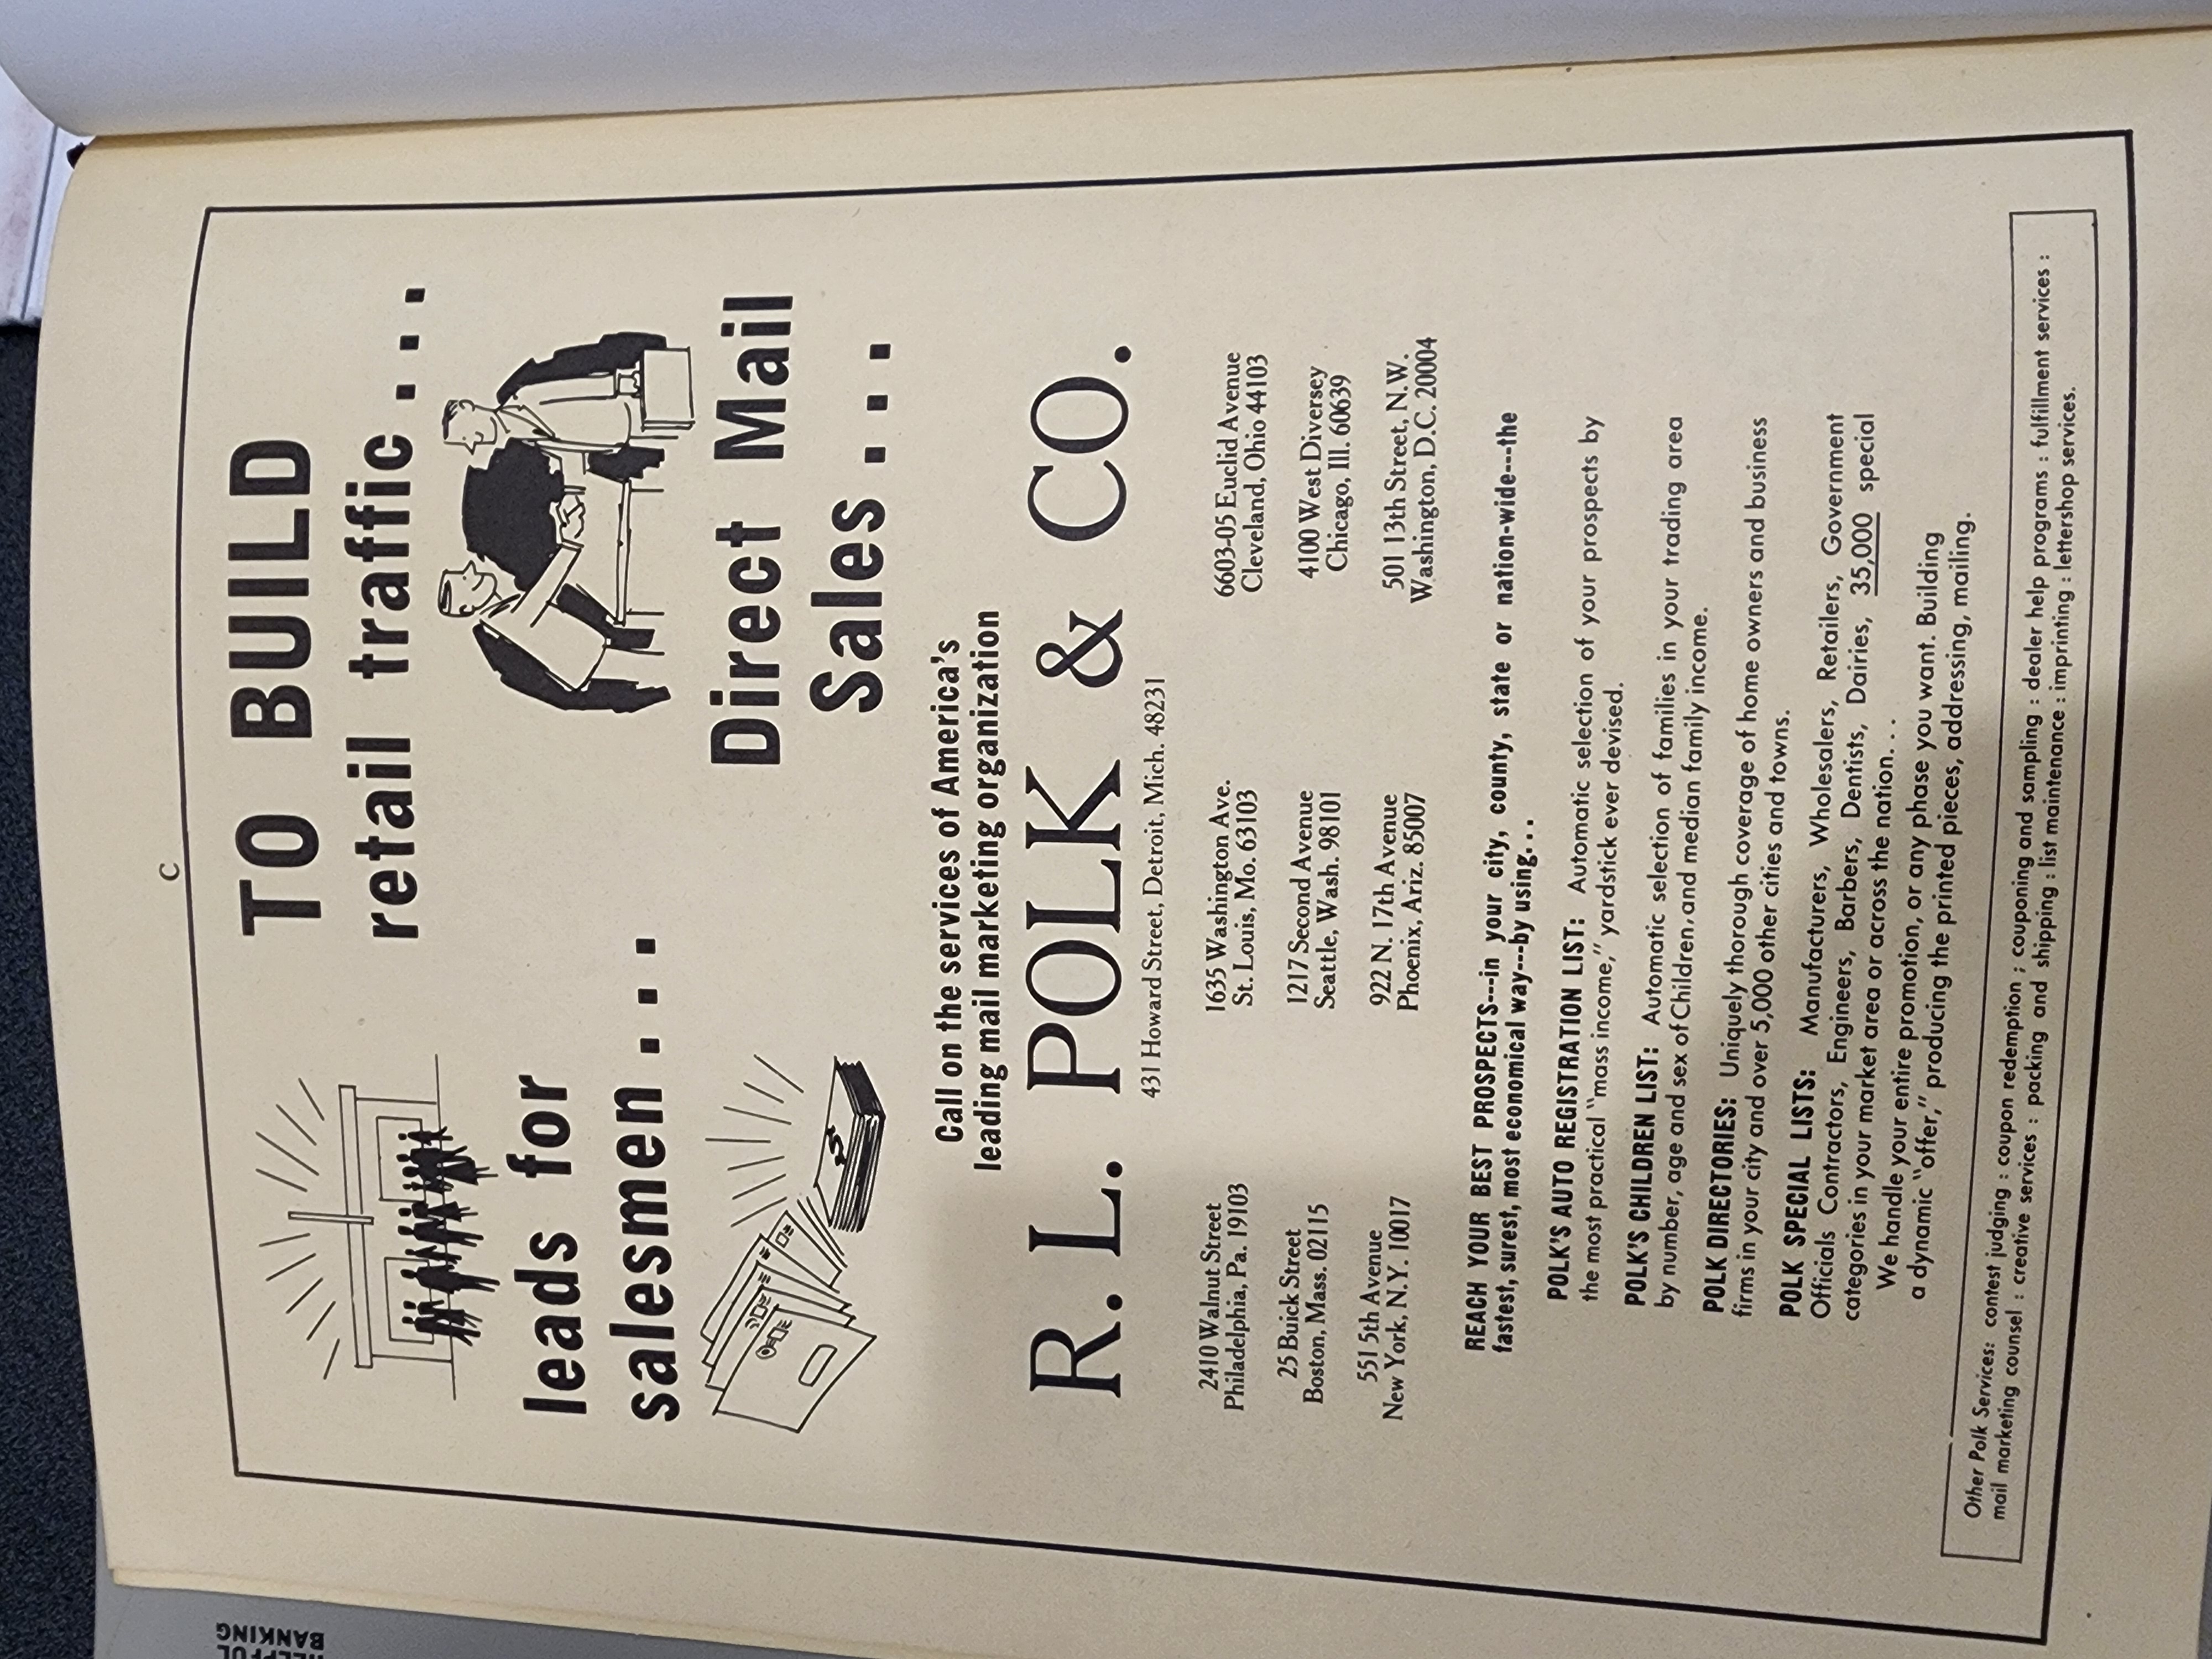 C
TO BUILD
retail traffic...
leads for
salesmen...
Direct Mail
Sales...
Call on the services of America's
leading mail marketing organization
R. L. POLK & CO.
431 Howard Street, Detroit, Mich. 48231
2410 Walnut Street
Philadelphia, Pa. 19103
1635 Washington Ave.
St. Louis, Mo. 63103
6603-05 Euclid Avenue
Cleveland, Ohio 44103
25 Buick Street
Boston, Mass. 02115
1217 Second Avenue
Seattle, Wash. 98101
4100 West Diversey
Chicago, Ill. 60639
551 5th Avenue
New York, N.Y. 10017
922 N. 17th Avenue
Phoenix, Ariz. 85007
501 13th Street, N.W.
Washington, D.C. 20004
REACH YOUR BEST PROSPECTS---in your city, county, state or nation-wide---the
fastest, surest, most economical way---by using...
POLK'S AUTO REGISTRATION LIST: Automatic selection of your prospects by
the most practical "mass income," yardstick ever devised.
POLK'S CHILDREN LIST: Automatic selection of families in your trading area
by number, age and sex of Children, and median family income.
POLK DIRECTORIES: Uniquely thorough coverage of home owners and business
firms in your city and over 5,000 other cities and towns.
POLK SPECIAL LISTS: Manufacturers, Wholesalers, Retailers, Government
Officials Contractors, Engineers, Barbers, Dentists, Dairies, 35,000 special
categories in your market area or across the nation...
We handle your entire promotion, or any phase you want. Building
a dynamic "offer," producing the printed pieces, addressing, mailing.
Other Polk Services: contest judging : coupon redemption ; couponing and sampling : dealer help programs : fulfillment services :
mail marketing counsel : creative services : packing and shipping : list maintenance : imprinting : lettershop services.
BANKING